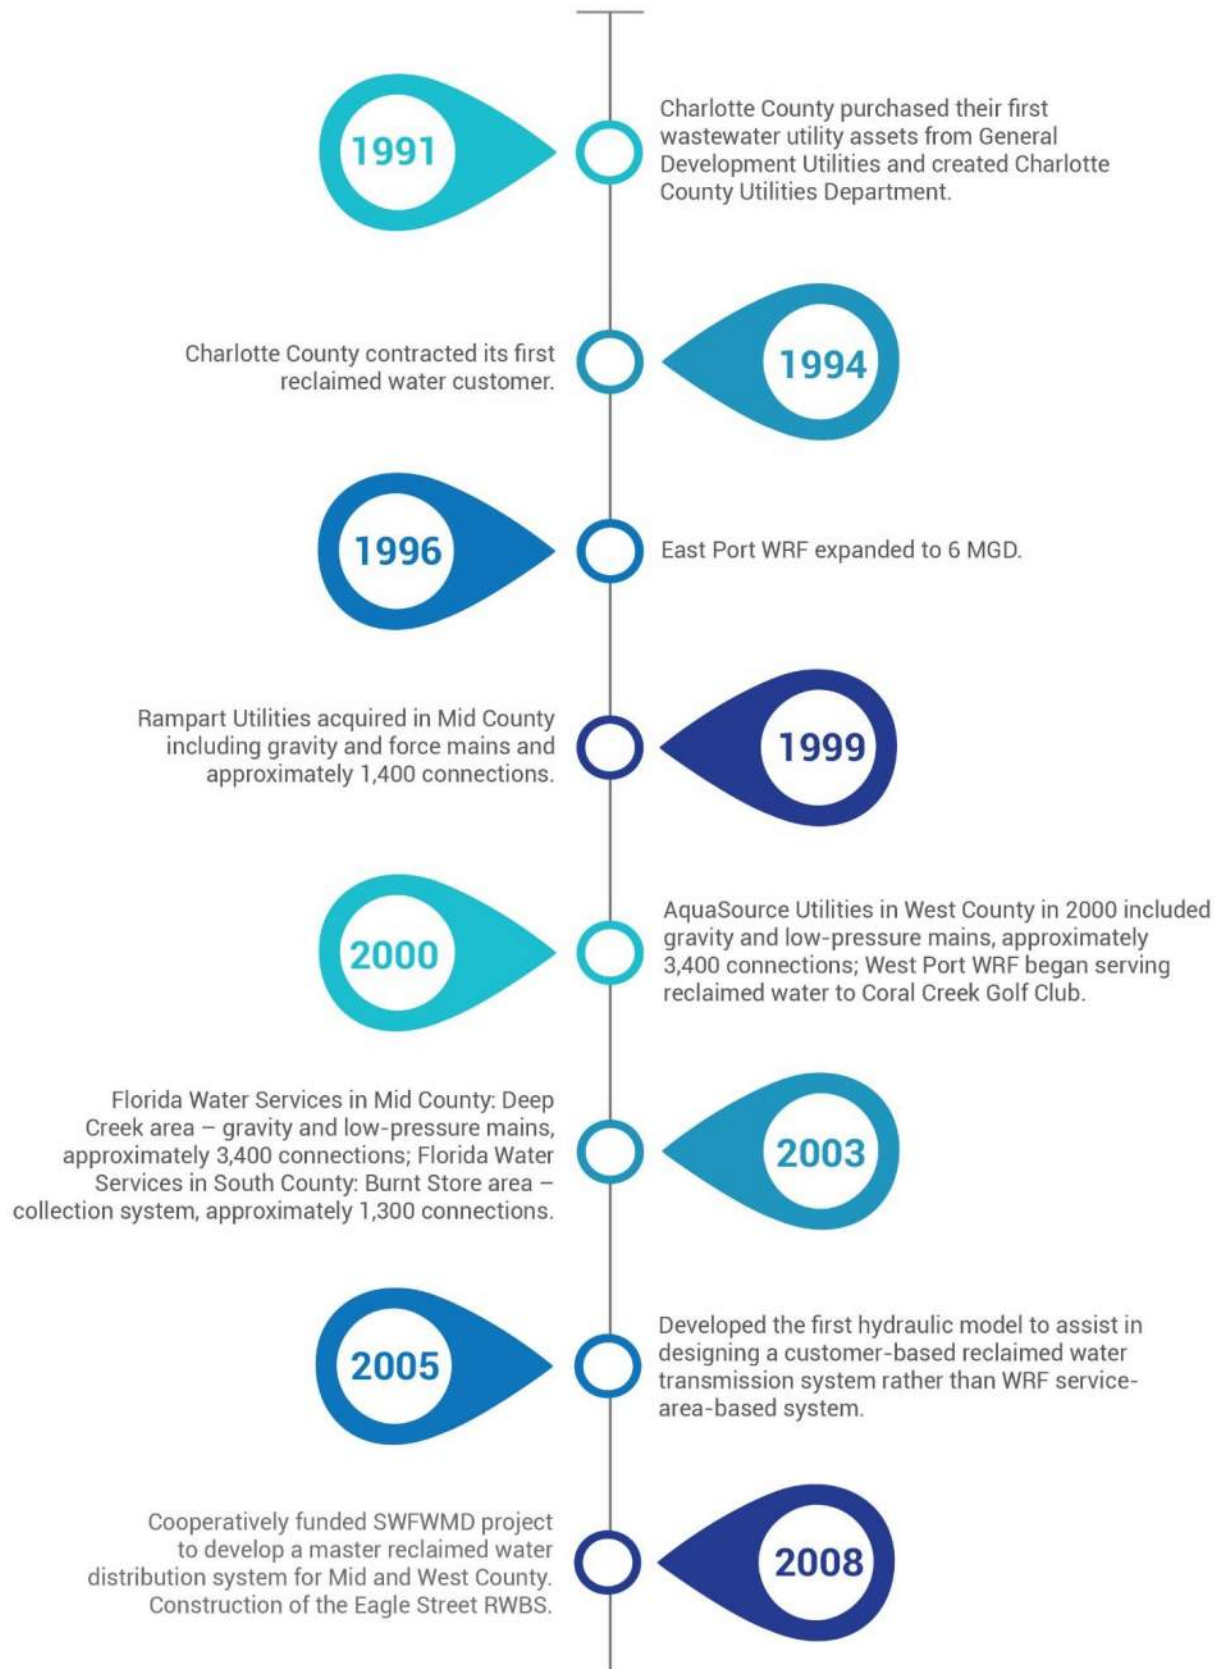 1991
Charlotte County purchased their first
wastewater utility assets from General
Development Utilities and created Charlotte
County Utilities Department.
Charlotte County contracted its first
reclaimed water customer.
1994
1996
East Port WRF expanded to 6 MGD.
Rampart Utilities acquired in Mid County
including gravity and force mains and
approximately 1,400 connections.
1999
2000
AquaSource Utilities in West County in 2000 included
gravity and low-pressure mains, approximately
3,400 connections; West Port WRF began serving
reclaimed water to Coral Creek Golf Club.
Florida Water Services in Mid County: Deep
Creek area – gravity and low-pressure mains,
approximately 3,400 connections; Florida Water
Services in South County: Burnt Store area –
collection system, approximately 1,300 connections.
2003
2005
Developed the first hydraulic model to assist in
designing a customer-based reclaimed water
transmission system rather than WRF service-
area-based system.
Cooperatively funded SWFWMD project
to develop a master reclaimed water
distribution system for Mid and West County.
Construction of the Eagle Street RWBS.
2008